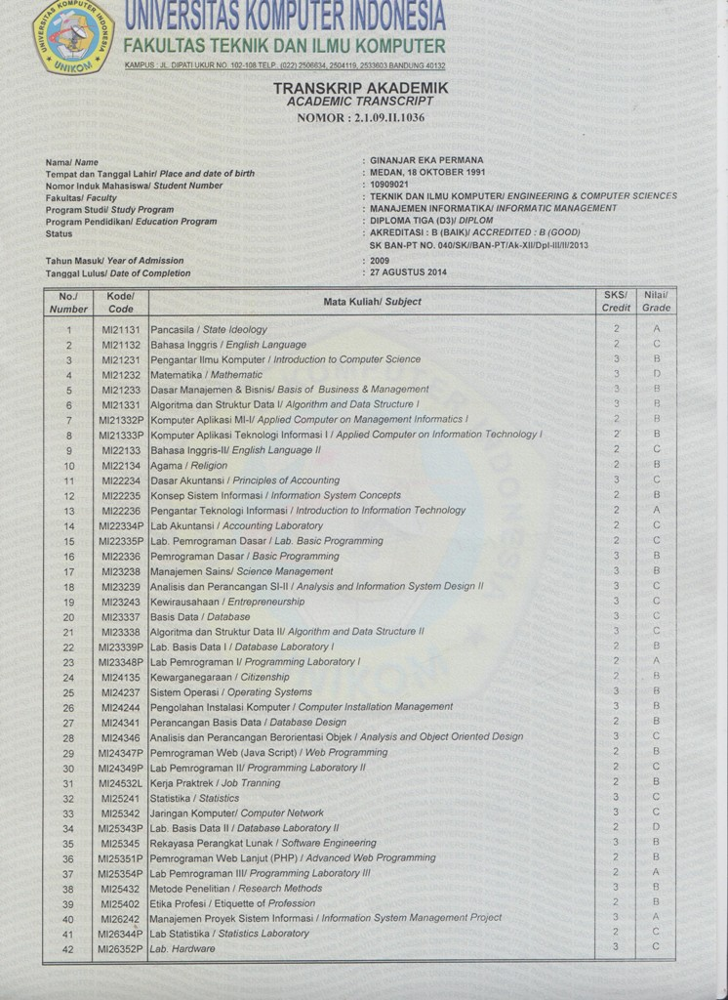 UNIVERSITAS KOMPUTER INDONESIA
FAKULTAS TEKNIK DAN ILMU KOMPUTER
KAMPUS : JL. DIPATI UKUR NO. 102-108 TELP. (022) 2506634, 2504119, 2533603 BANDUNG 40132
UNIVERSITAS KOMPUTER INDONESIA
UNIKOM
TRANSKRIP AKADEMIK
ACADEMIC TRANSCRIPT
NOMOR : 2.1.09.II.1036
Nama/ Name : GINANJAR EKA PERMANA
Tempat dan Tanggal Lahir/ Place and date of birth : MEDAN, 18 OKTOBER 1991
Nomor Induk Mahasiswa/ Student Number : 10909021
Fakultas/ Faculty : TEKNIK DAN ILMU KOMPUTER/ ENGINEERING & COMPUTER SCIENCES
Program Studi/ Study Program : MANAJEMEN INFORMATIKA/ INFORMATIC MANAGEMENT
Program Pendidikan/ Education Program : DIPLOMA TIGA (D3)/ DIPLOM
Status : AKREDITASI : B (BAIK)/ ACCREDITED : B (GOOD)
SK BAN-PT NO. 040/SK//BAN-PT/Ak-XII/Dpl-III/II/2013
Tahun Masuk/ Year of Admission : 2009
Tanggal Lulus/ Date of Completion : 27 AGUSTUS 2014
No./ Number Kode/ Code Mata Kuliah/ Subject SKS/ Credit Nilai/ Grade
1 MI21131 Pancasila / State Ideology 2 A
2 MI21132 Bahasa Inggris / English Language 2 C
3 MI21231 Pengantar Ilmu Komputer / Introduction to Computer Science 3 B
4 MI21232 Matematika / Mathematic 3 D
5 MI21233 Dasar Manajemen & Bisnis/ Basis of Business & Management 3 B
6 MI21331 Algoritma dan Struktur Data I/ Algorithm and Data Structure I 3 B
7 MI21332P Komputer Aplikasi MI-I/ Applied Computer on Management Informatics I 2 B
8 MI21333P Komputer Aplikasi Teknologi Informasi I / Applied Computer on Information Technology I 2 B
9 MI22133 Bahasa Inggris-II/ English Language II 2 C
10 MI22134 Agama / Religion 2 B
11 MI22234 Dasar Akuntansi / Principles of Accounting 3 C
12 MI22235 Konsep Sistem Informasi / Information System Concepts 2 B
13 MI22236 Pengantar Teknologi Informasi / Introduction to Information Technology 2 A
14 MI22334P Lab Akuntansi / Accounting Laboratory 2 C
15 MI22335P Lab. Pemrograman Dasar / Lab. Basic Programming 2 C
16 MI22336 Pemrograman Dasar / Basic Programming 3 B
17 MI23238 Manajemen Sains/ Science Management 3 B
18 MI23239 Analisis dan Perancangan SI-II / Analysis and Information System Design II 3 C
19 MI23243 Kewirausahaan / Entrepreneurship 3 C
20 MI23337 Basis Data / Database 3 C
21 MI23338 Algoritma dan Struktur Data II/ Algorithm and Data Structure II 3 C
22 MI23339P Lab. Basis Data I / Database Laboratory I 2 B
23 MI23348P Lab Pemrograman I/ Programming Laboratory I 2 A
24 MI24135 Kewarganegaraan / Citizenship 2 B
25 MI24237 Sistem Operasi / Operating Systems 3 B
26 MI24244 Pengolahan Instalasi Komputer / Computer Installation Management 3 B
27 MI24341 Perancangan Basis Data / Database Design 2 B
28 MI24346 Analisis dan Perancangan Berorientasi Objek / Analysis and Object Oriented Design 3 C
29 MI24347P Pemrograman Web (Java Script) / Web Programming 2 B
30 MI24349P Lab Pemrograman II/ Programming Laboratory II 2 C
31 MI24532L Kerja Praktrek / Job Tranning 2 B
32 MI25241 Statistika / Statistics 3 C
33 MI25342 Jaringan Komputer/ Computer Network 3 C
34 MI25343P Lab. Basis Data II / Database Laboratory II 2 D
35 MI25345 Rekayasa Perangkat Lunak / Software Engineering 3 B
36 MI25351P Pemrograman Web Lanjut (PHP) / Advanced Web Programming 2 B
37 MI25354P Lab Pemrograman III/ Programming Laboratory III 2 A
38 MI25432 Metode Penelitian / Research Methods 3 B
39 MI25402 Etika Profesi / Etiquette of Profession 2 B
40 MI26242 Manajemen Proyek Sistem Informasi / Information System Management Project 3 A
41 MI26344P Lab Statistika / Statistics Laboratory 2 C
42 MI26352P Lab. Hardware 3 C